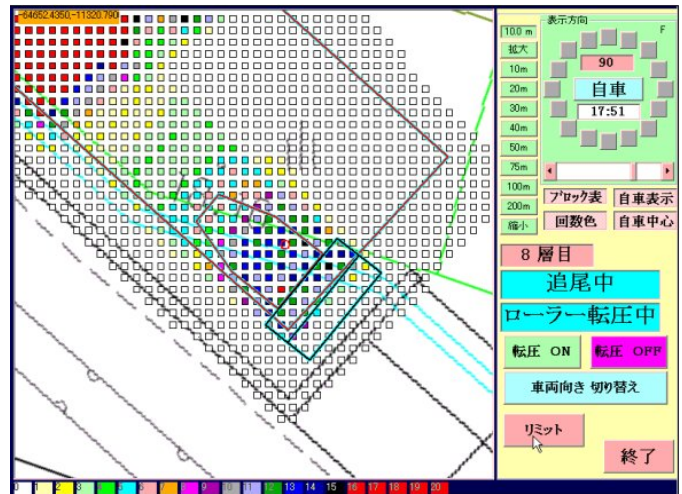 -64652.4350,-11320.790
表示方向
F
10.0 m
拡大
10m
20m
30m
40m
50m
75m
100m
200m
縮小
90
自車
17:51
ブロック表
自車表示
回数色
自車中心
8 層目
追尾中
ローラー転圧中
転圧 ON
転圧 OFF
車両向き 切り替え
リミット
終了
0 1 2 3 4 5 6 7 8 9 10 11 12 13 14 15 16 17 18 19 20